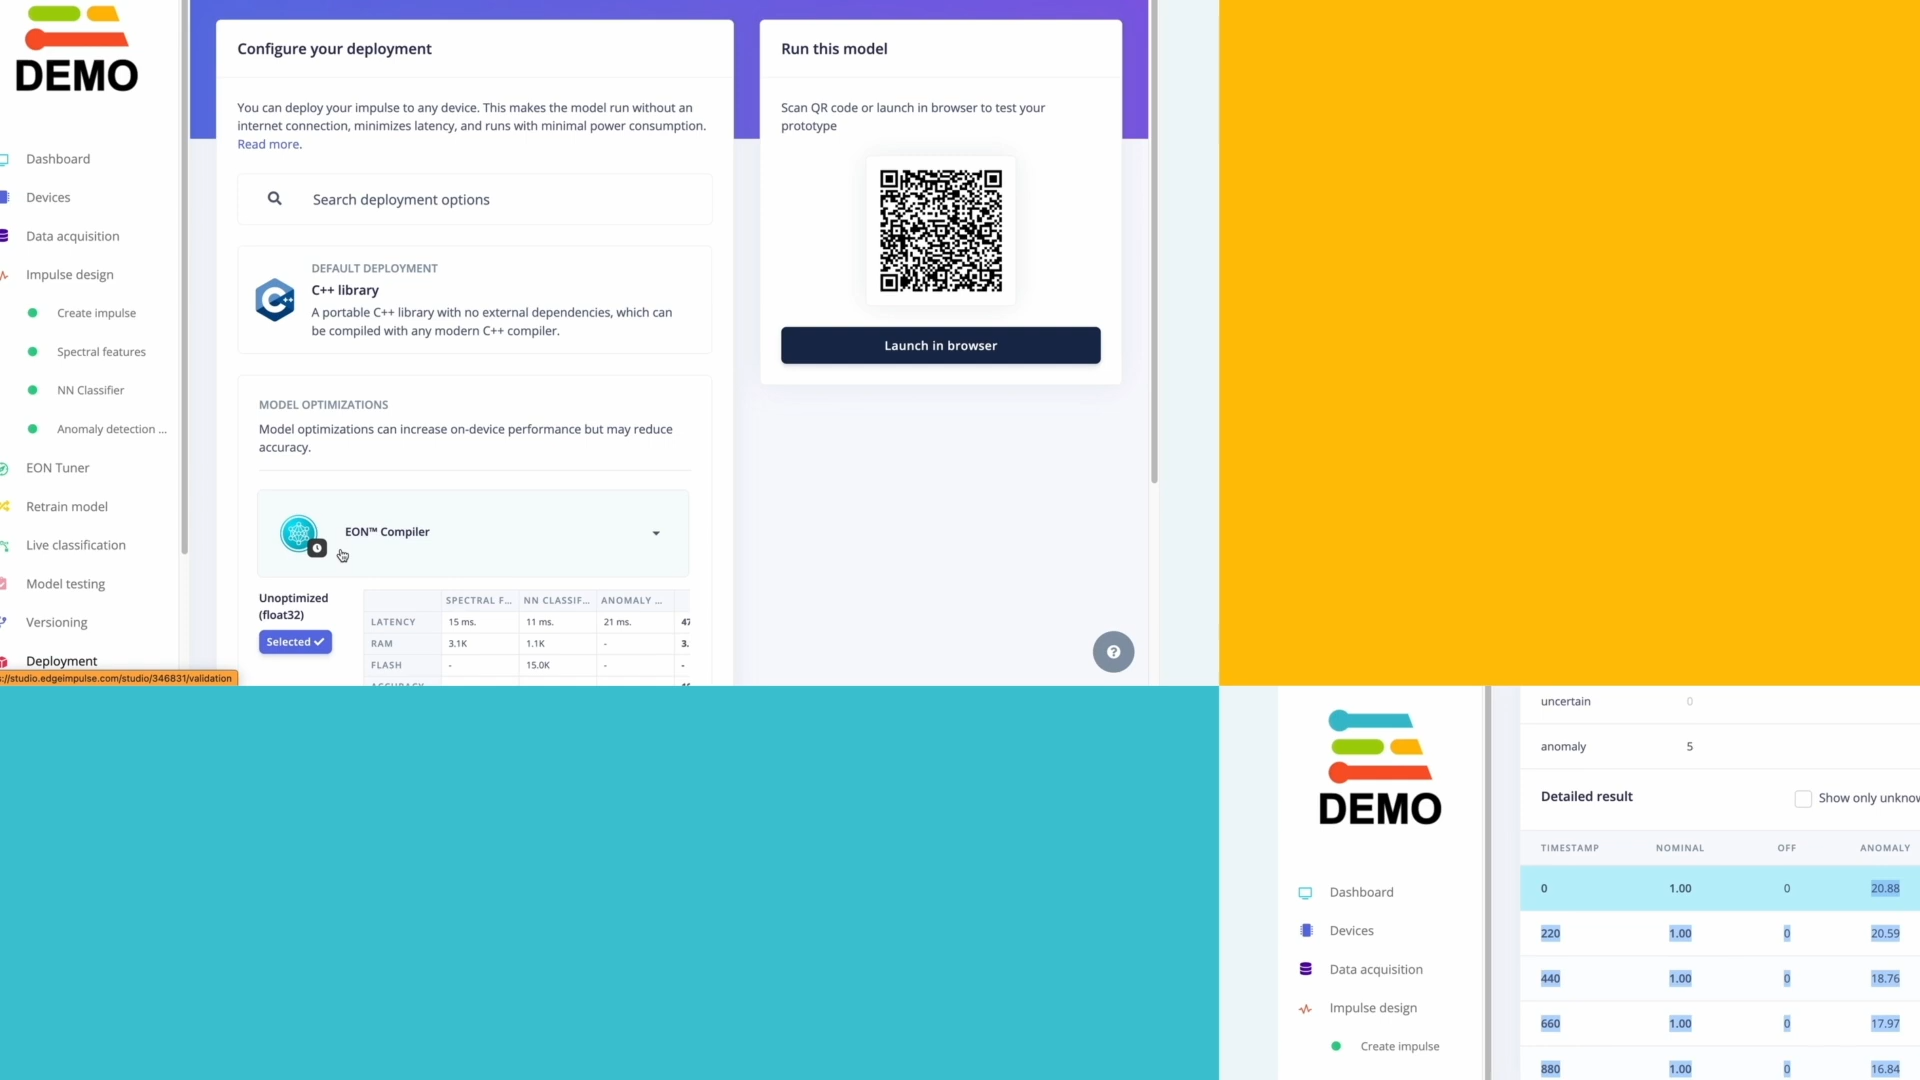 DEMO
Dashboard
Devices
Data acquisition
Impulse design
Create impulse
Spectral features
NN Classifier
Anomaly detection ...
EON Tuner
Retrain model
Live classification
Model testing
Versioning
Deployment
://studio.edgeimpulse.com/studio/346831/validation
Configure your deployment
You can deploy your impulse to any device. This makes the model run without an
internet connection, minimizes latency, and runs with minimal power consumption.
Read more.
Search deployment options
DEFAULT DEPLOYMENT
C++ library
A portable C++ library with no external dependencies, which can
be compiled with any modern C++ compiler.
MODEL OPTIMIZATIONS
Model optimizations can increase on-device performance but may reduce
accuracy.
EON™ Compiler
Unoptimized
(float32)
Selected
SPECTRAL F... NN CLASSIF... ANOMALY ...
LATENCY 15 ms. 11 ms. 21 ms. 47
RAM 3.1K 1.1K - 3.
FLASH - 15.0K - -
Run this model
Scan QR code or launch in browser to test your
prototype
Launch in browser
DEMO
Dashboard
Devices
Data acquisition
Impulse design
Create impulse
uncertain 0
anomaly 5
Detailed result
Show only unknow
TIMESTAMP NOMINAL OFF ANOMALY
0 1.00 0 20.88
220 1.00 0 20.59
440 1.00 0 18.76
660 1.00 0 17.97
880 1.00 0 16.84